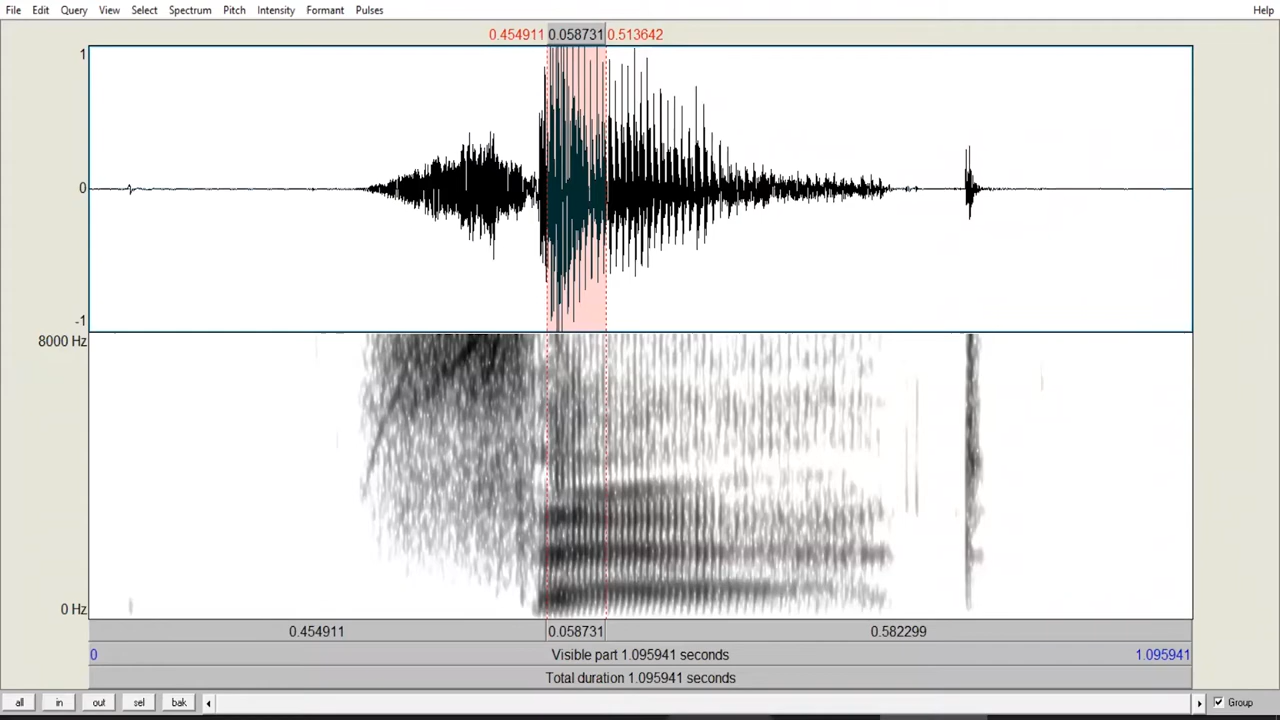 File Edit Query View Select Spectrum Pitch Intensity Formant Pulses Help
0.454911 0.058731 0.513642
1
0
-1
8000 Hz
0 Hz
0.454911 0.058731 0.582299
0 Visible part 1.095941 seconds 1.095941
Total duration 1.095941 seconds
all in out sel bak Group